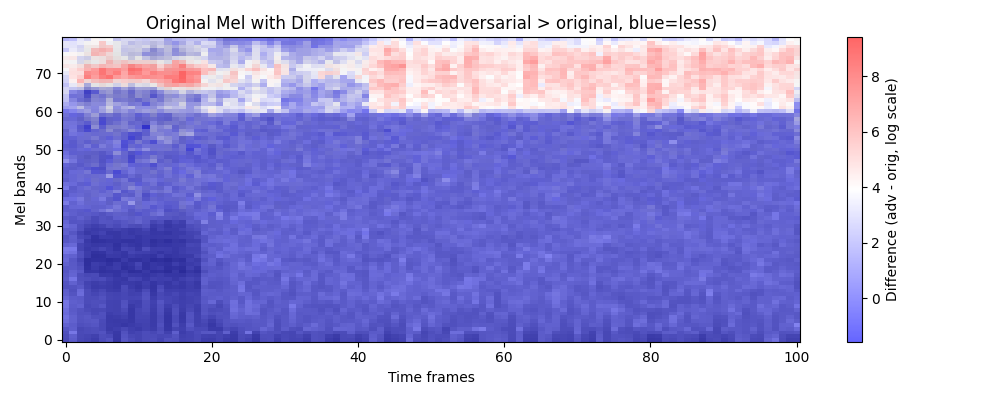 Original Mel with Differences (red=adversarial > original, blue=less)
Mel bands
70
60
50
40
30
20
10
0
0 20 40 60 80 100
Time frames
8
6
4
2
0
Difference (adv - orig, log scale)